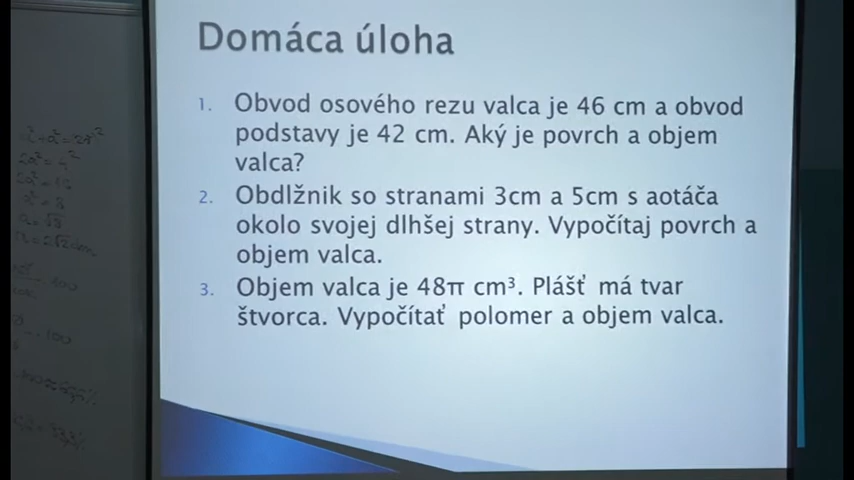 Domáca úloha
1. Obvod osového rezu valca je 46 cm a obvod
podstavy je 42 cm. Aký je povrch a objem
valca?
2. Obdlžnik so stranami 3cm a 5cm s aotáča
okolo svojej dlhšej strany. Vypočítaj povrch a
objem valca.
3. Objem valca je 48π cm³. Plášť má tvar
štvorca. Vypočítať polomer a objem valca.